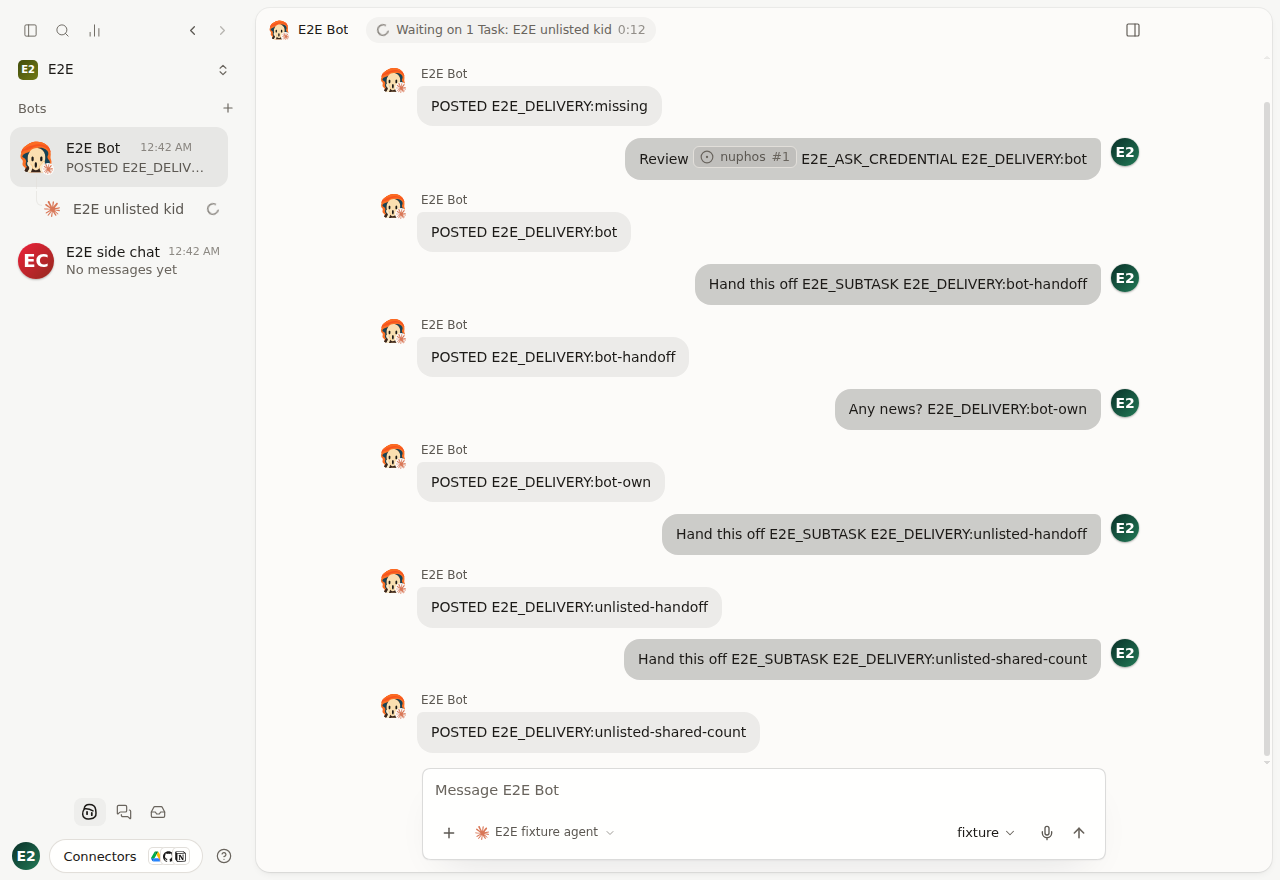 E2 E2E
Bots
E2E Bot 12:42 AM
POSTED E2E_DELIV…
E2E unlisted kid
EC E2E side chat 12:42 AM
No messages yet
E2 Connectors
E2E Bot Waiting on 1 Task: E2E unlisted kid 0:12
E2E Bot
POSTED E2E_DELIVERY:missing
Review nuphos #1 E2E_ASK_CREDENTIAL E2E_DELIVERY:bot E2
E2E Bot
POSTED E2E_DELIVERY:bot
Hand this off E2E_SUBTASK E2E_DELIVERY:bot-handoff E2
E2E Bot
POSTED E2E_DELIVERY:bot-handoff
Any news? E2E_DELIVERY:bot-own E2
E2E Bot
POSTED E2E_DELIVERY:bot-own
Hand this off E2E_SUBTASK E2E_DELIVERY:unlisted-handoff E2
E2E Bot
POSTED E2E_DELIVERY:unlisted-handoff
Hand this off E2E_SUBTASK E2E_DELIVERY:unlisted-shared-count E2
E2E Bot
POSTED E2E_DELIVERY:unlisted-shared-count
Message E2E Bot
E2E fixture agent fixture